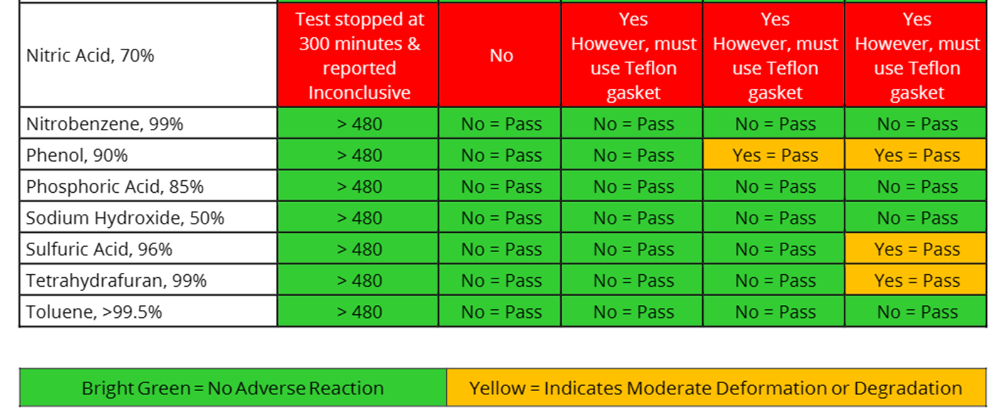 Nitric Acid, 70%
Test stopped at
300 minutes &
reported
Inconclusive
No
Yes
However, must
use Teflon
gasket
Yes
However, must
use Teflon
gasket
Yes
However, must
use Teflon
gasket
Nitrobenzene, 99% > 480 No = Pass No = Pass No = Pass No = Pass
Phenol, 90% > 480 No = Pass No = Pass Yes = Pass Yes = Pass
Phosphoric Acid, 85% > 480 No = Pass No = Pass No = Pass No = Pass
Sodium Hydroxide, 50% > 480 No = Pass No = Pass No = Pass No = Pass
Sulfuric Acid, 96% > 480 No = Pass No = Pass No = Pass Yes = Pass
Tetrahydrafuran, 99% > 480 No = Pass No = Pass No = Pass Yes = Pass
Toluene, >99.5% > 480 No = Pass No = Pass No = Pass No = Pass
Bright Green = No Adverse Reaction Yellow = Indicates Moderate Deformation or Degradation